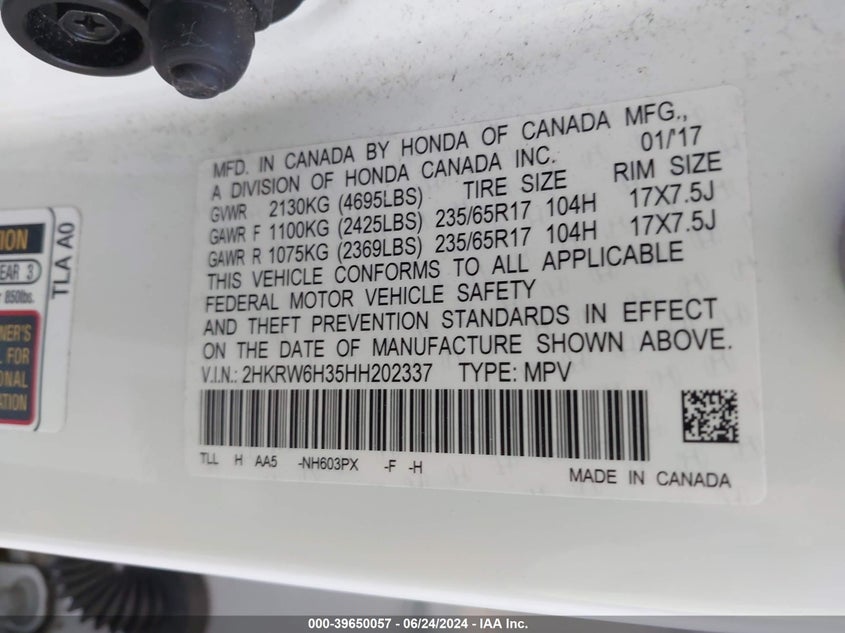 MFD. IN CANADA BY HONDA OF CANADA MFG.,
A DIVISION OF HONDA CANADA INC. 01/17
GVWR 2130KG (4695LBS) TIRE SIZE RIM SIZE
GAWR F 1100KG (2425LBS) 235/65R17 104H 17X7.5J
GAWR R 1075KG (2369LBS) 235/65R17 104H 17X7.5J
THIS VEHICLE CONFORMS TO ALL APPLICABLE
FEDERAL MOTOR VEHICLE SAFETY
AND THEFT PREVENTION STANDARDS IN EFFECT
ON THE DATE OF MANUFACTURE SHOWN ABOVE.
V.I.N.: 2HKRW6H35HH202337 TYPE: MPV
TLL H AA5 -NH603PX -F -H
MADE IN CANADA
TLA A0
3
850lbs.
FOR
000-39650057 - 06/24/2024 - IAA Inc.